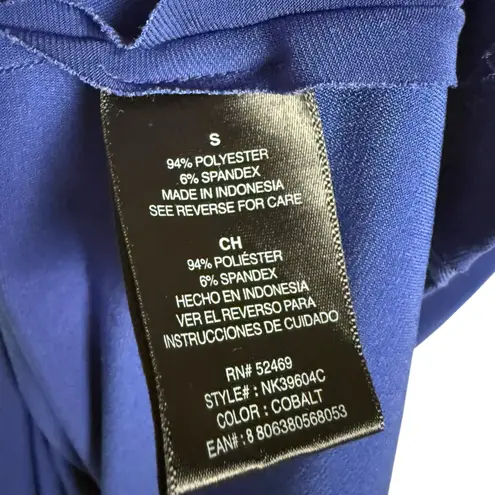 S
94% POLYESTER
6% SPANDEX
MADE IN INDONESIA
SEE REVERSE FOR CARE
CH
94% POLIÉSTER
6% SPANDEX
HECHO EN INDONESIA
VER EL REVERSO PARA
INSTRUCCIONES DE CUIDADO
RN# 52469
STYLE# : NK39604C
COLOR : COBALT
EAN# : 8 806380568053